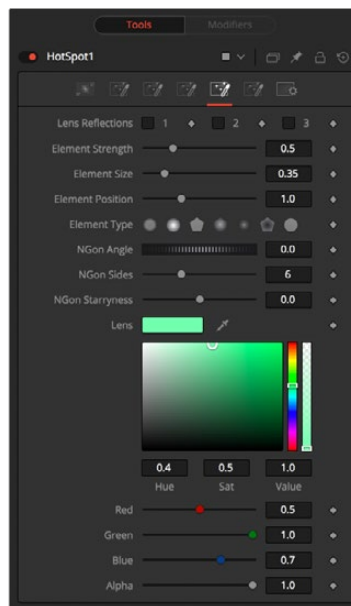 Tools Modifiers
HotSpot1
Lens Reflections 1 2 3
Element Strength 0.5
Element Size 0.35
Element Position 1.0
Element Type
NGon Angle 0.0
NGon Sides 6
NGon Starryness 0.0
Lens
0.4 0.5 1.0
Hue Sat Value
Red 0.5
Green 1.0
Blue 0.7
Alpha 1.0